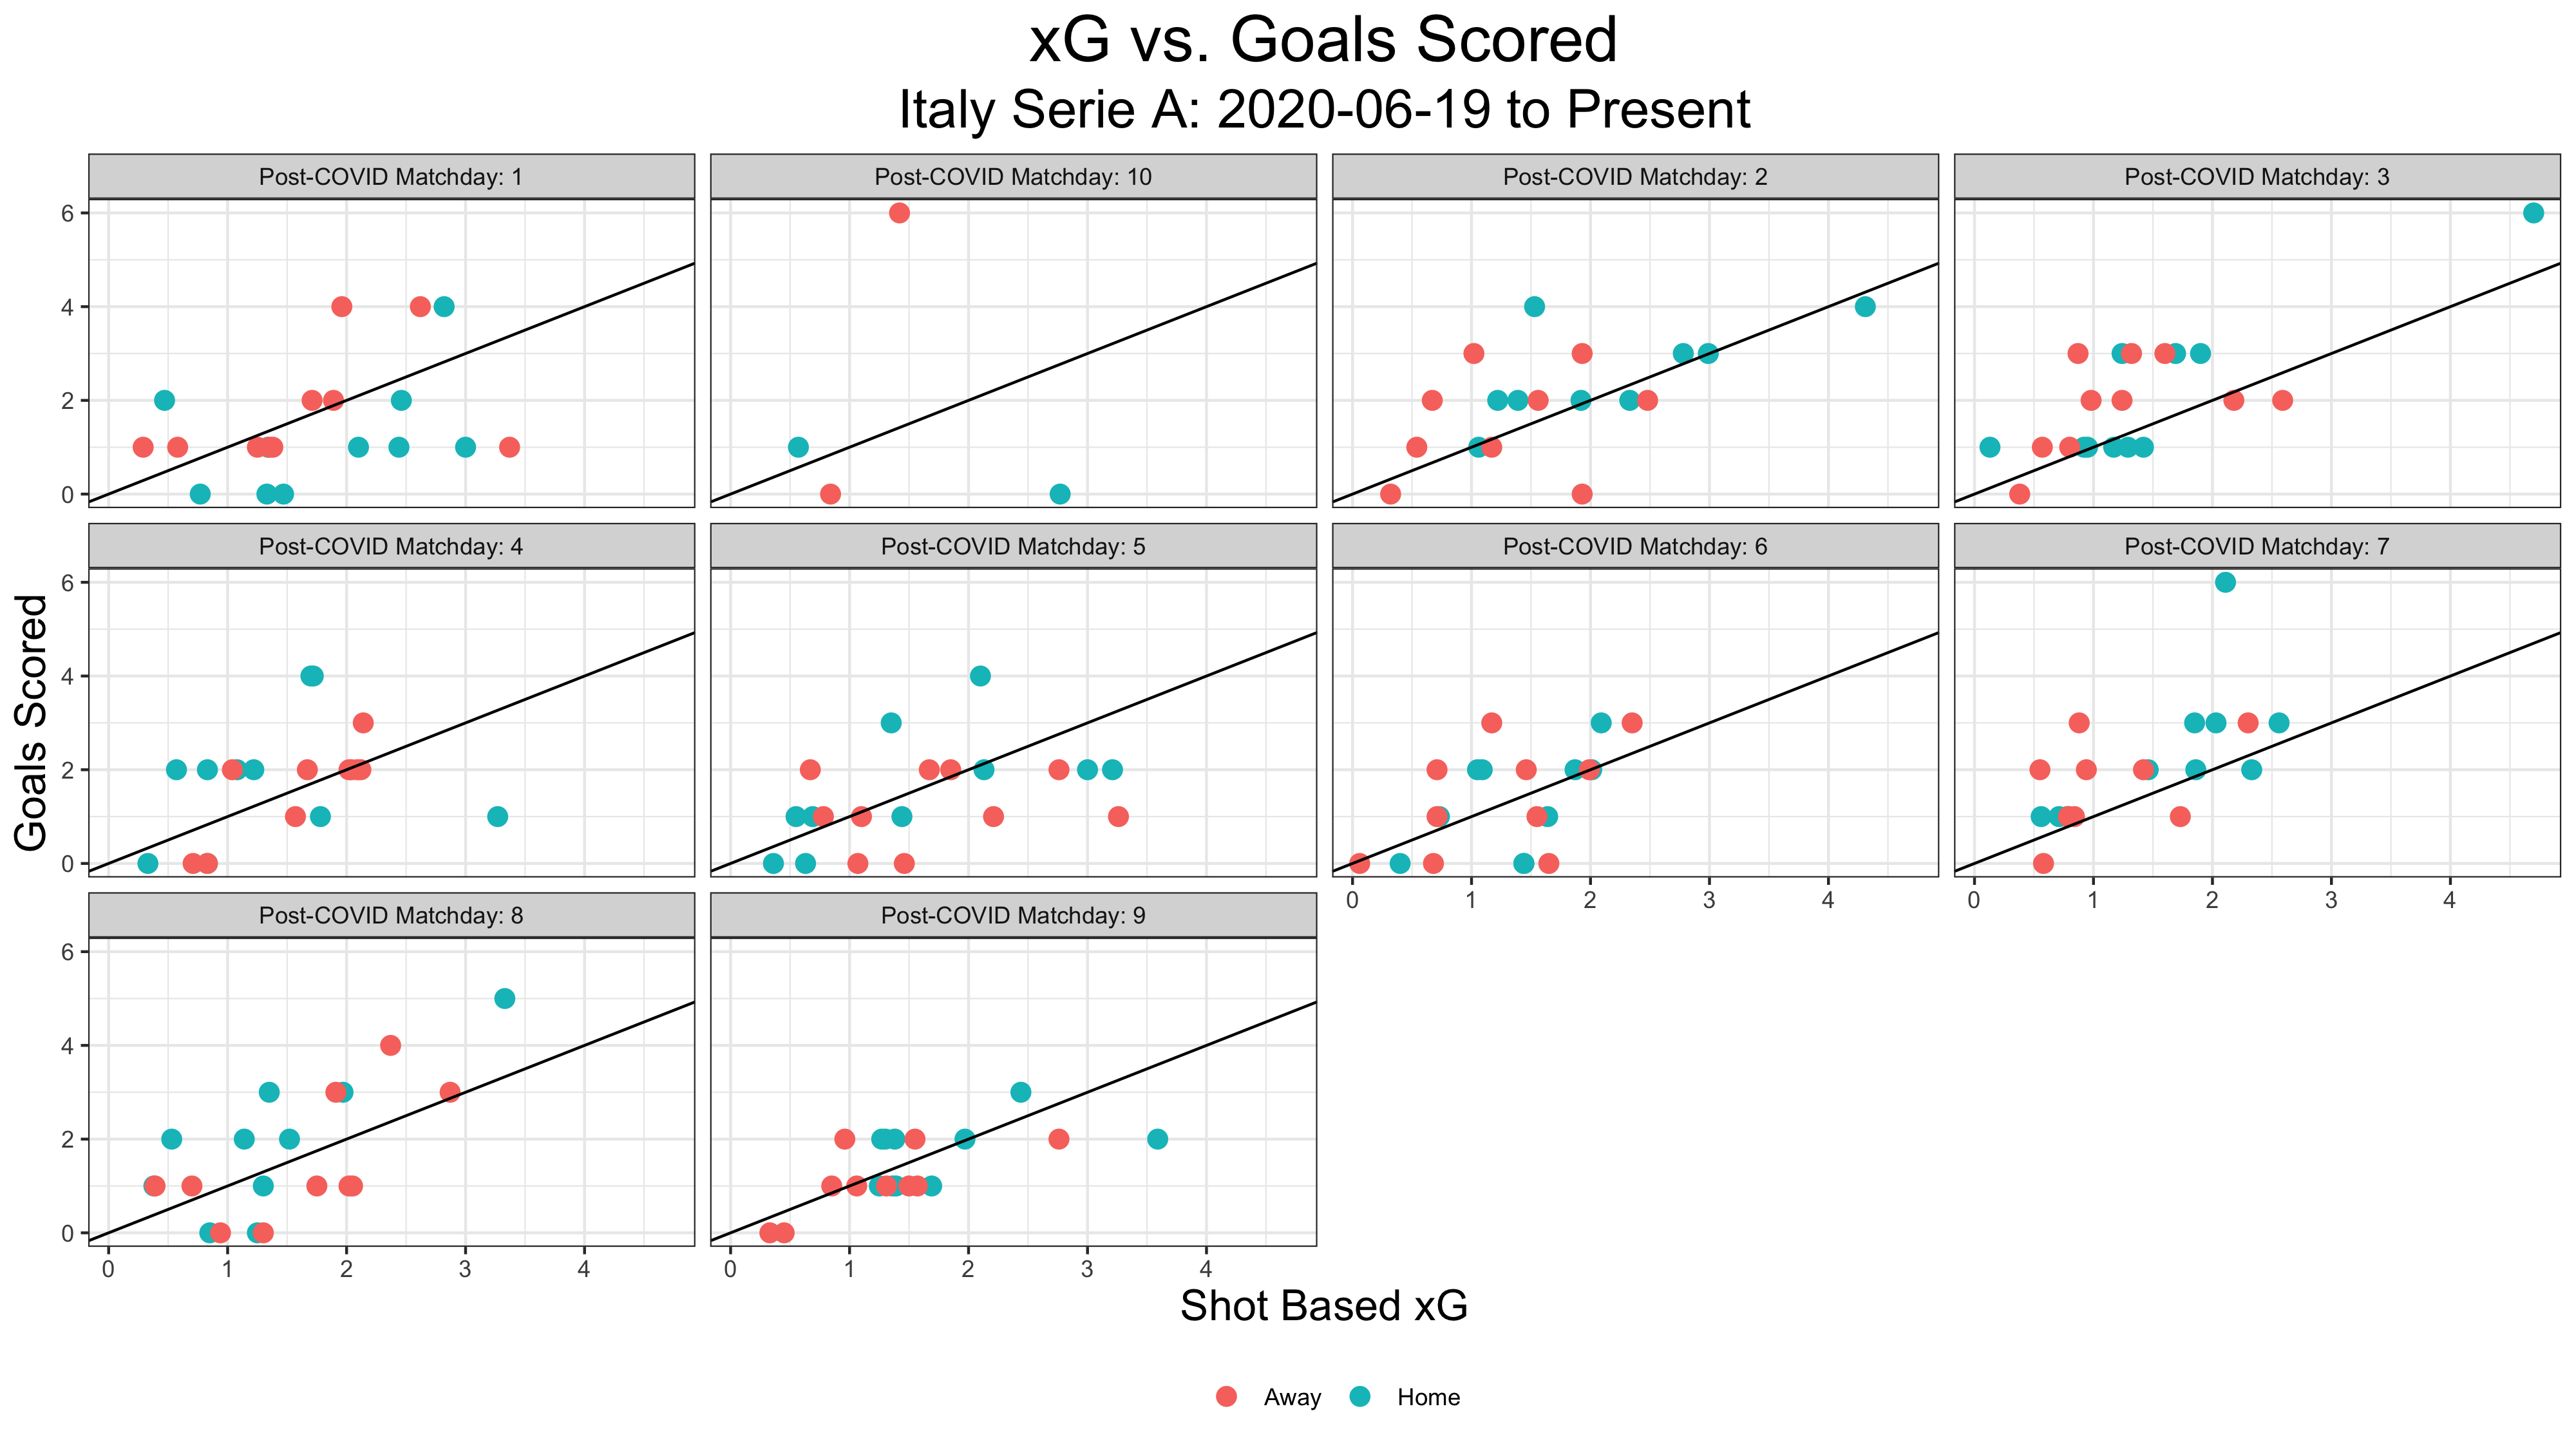 xG vs. Goals Scored
Italy Serie A: 2020-06-19 to Present
Post-COVID Matchday: 1
Post-COVID Matchday: 10
Post-COVID Matchday: 2
Post-COVID Matchday: 3
6
4
2
0
Post-COVID Matchday: 4
Post-COVID Matchday: 5
Post-COVID Matchday: 6
Post-COVID Matchday: 7
Goals Scored
6
4
2
0
0 1 2 3 4
0 1 2 3 4
Post-COVID Matchday: 8
Post-COVID Matchday: 9
6
4
2
0
0 1 2 3 4
0 1 2 3 4
Shot Based xG
Away
Home